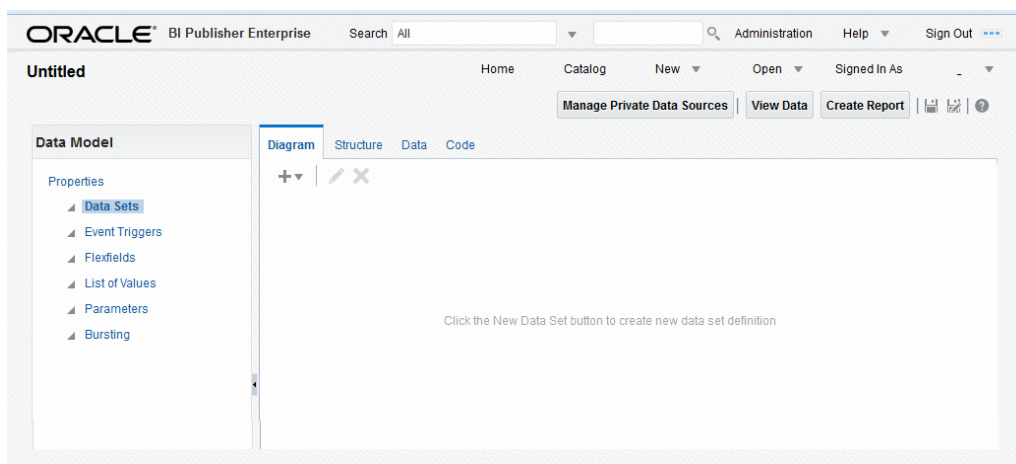 ORACLE BI Publisher Enterprise Search All Administration Help Sign Out
Untitled Home Catalog New Open Signed In As _
Manage Private Data Sources View Data Create Report
Data Model
Properties
Data Sets
Event Triggers
Flexfields
List of Values
Parameters
Bursting
Diagram Structure Data Code
Click the New Data Set button to create new data set definition